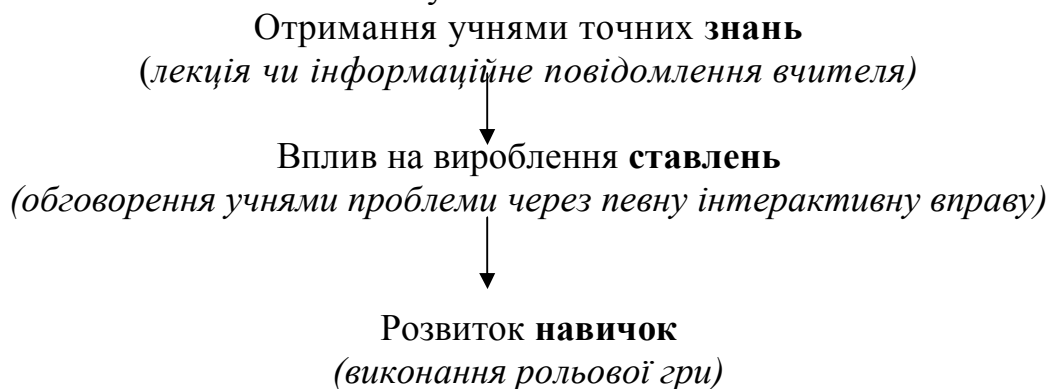 Отримання учнями точних знань
(лекція чи інформаційне повідомлення вчителя)
Вплив на вироблення ставлень
(обговорення учнями проблеми через певну інтерактивну вправу)
Розвиток навичок
(виконання рольової гри)